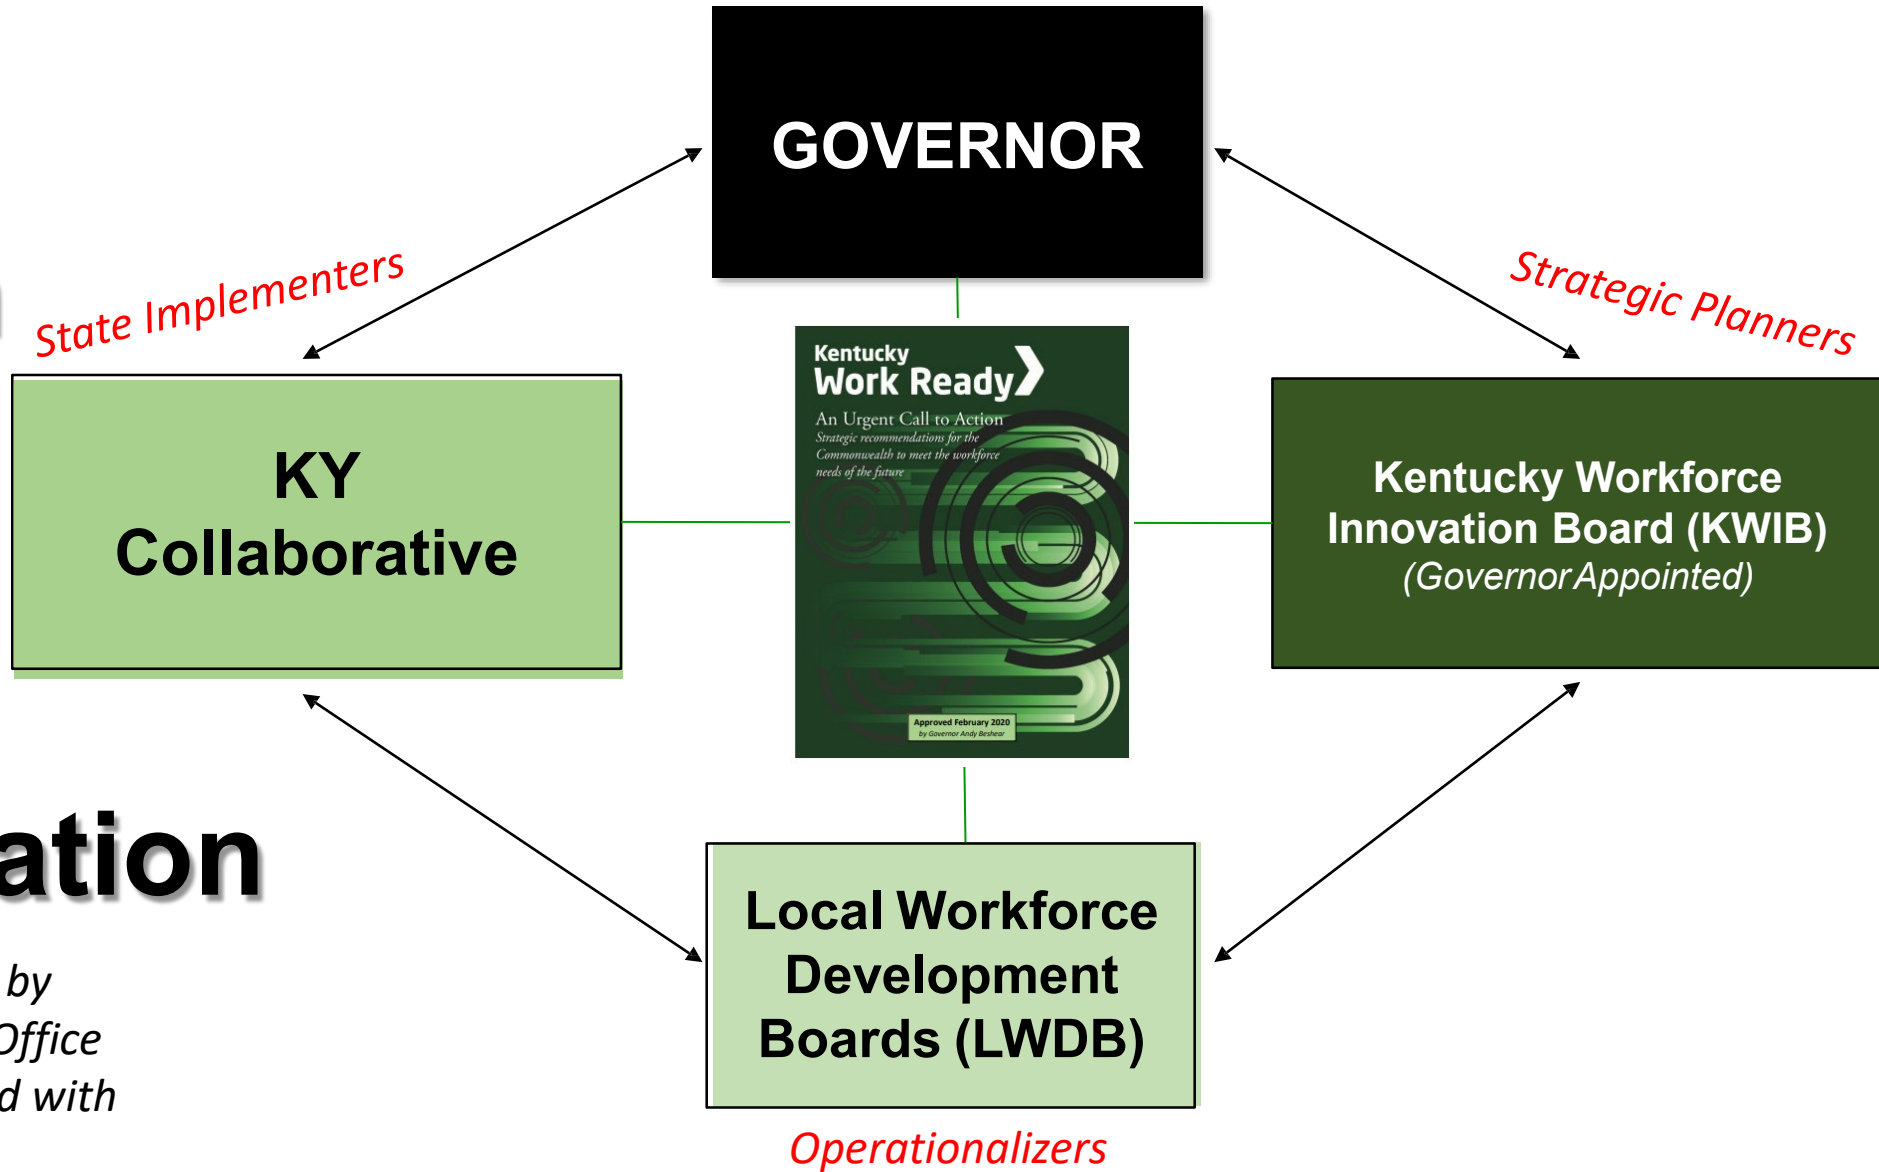 GOVERNOR
State Implementers
Strategic Planners
Kentucky
Work Ready
An Urgent Call to Action
Strategic recommendations for the
Commonwealth to meet the workforce
needs of the future
Approved February 2020
by Governor Andy Beshear
KY
Collaborative
Kentucky Workforce
Innovation Board (KWIB)
(Governor Appointed)
ation
by
Office
d with
Local Workforce
Development
Boards (LWDB)
Operationalizers